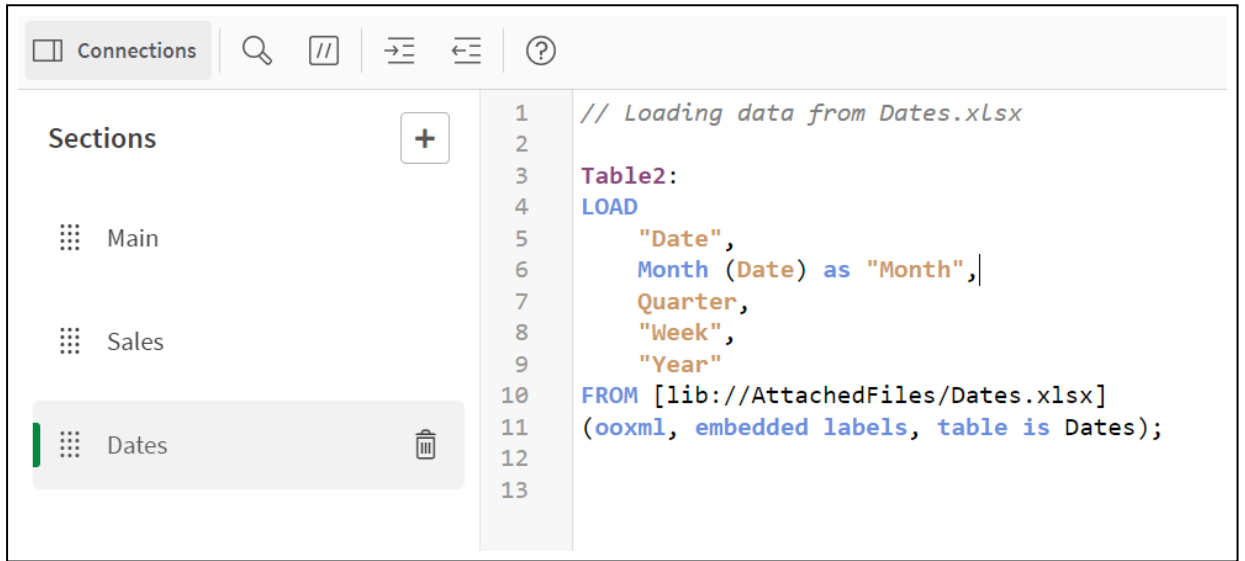 Connections
//
?
Sections
+
Main
Sales
Dates
1 // Loading data from Dates.xlsx
2
3 Table2:
4 LOAD
5 "Date",
6 Month (Date) as "Month",
7 Quarter,
8 "Week",
9 "Year"
10 FROM [lib://AttachedFiles/Dates.xlsx]
11 (ooxml, embedded labels, table is Dates);
12
13